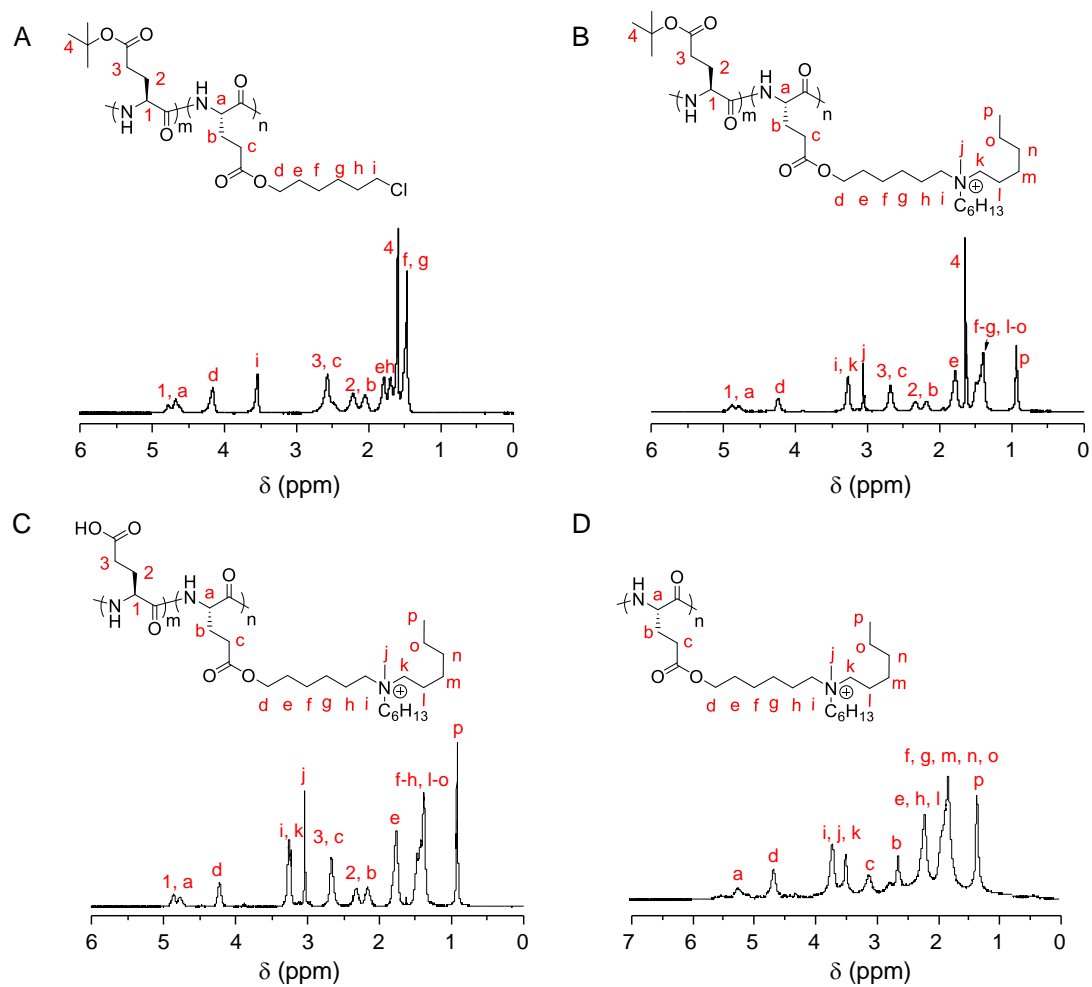 A
4
O
O
3
2
H
N
O
a
N
H
1
m
n
O
b
c
O
O
d
e
f
g
h
i
Cl
4
f, g
i
d
3, c
e h
2, b
1, a
6 5 4 3 2 1 0
δ (ppm)
B
4
O
O
3
2
H
N
O
a
N
H
1
m
n
O
b
c
p
o
n
j
k
m
O
O
N
+
l
d e f g h i
C6H13
4
f-g, l-o
j
i, k
e
p
3, c
d
2, b
1, a
6 5 4 3 2 1 0
δ (ppm)
C
HO
O
3
2
H
N
O
a
N
H
1
m
n
O
b
c
p
o
n
j
k
m
O
O
N
+
l
d e f g h i
C6H13
p
j
f-h, l-o
e
i, k
3, c
d
2, b
1, a
6 5 4 3 2 1 0
δ (ppm)
D
H
N
O
a
n
b
c
p
o
n
j
k
m
O
O
N
+
l
d e f g h i
C6H13
f, g, m, n, o
e, h, l
p
i, j, k
b
d
c
a
7 6 5 4 3 2 1 0
δ (ppm)